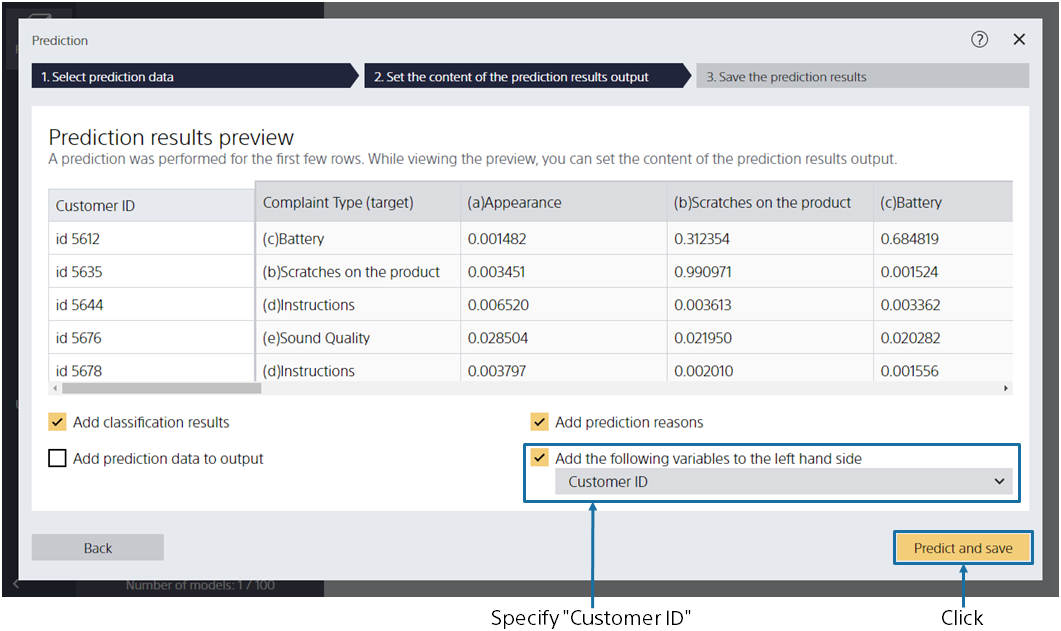 Prediction
1. Select prediction data
2. Set the content of the prediction results output
3. Save the prediction results
Prediction results preview
A prediction was performed for the first few rows. While viewing the preview, you can set the content of the prediction results output.
Customer ID Complaint Type (target) (a)Appearance (b)Scratches on the product (c)Battery
id 5612 (c)Battery 0.001482 0.312354 0.684819
id 5635 (b)Scratches on the product 0.003451 0.990971 0.001524
id 5644 (d)Instructions 0.006520 0.003613 0.003362
id 5676 (e)Sound Quality 0.028504 0.021950 0.020282
id 5678 (d)Instructions 0.003797 0.002010 0.001556
Add classification results
Add prediction reasons
Add prediction data to output
Add the following variables to the left hand side
Customer ID
Back
Predict and save
Number of models: 1 / 100
Specify "Customer ID"
Click